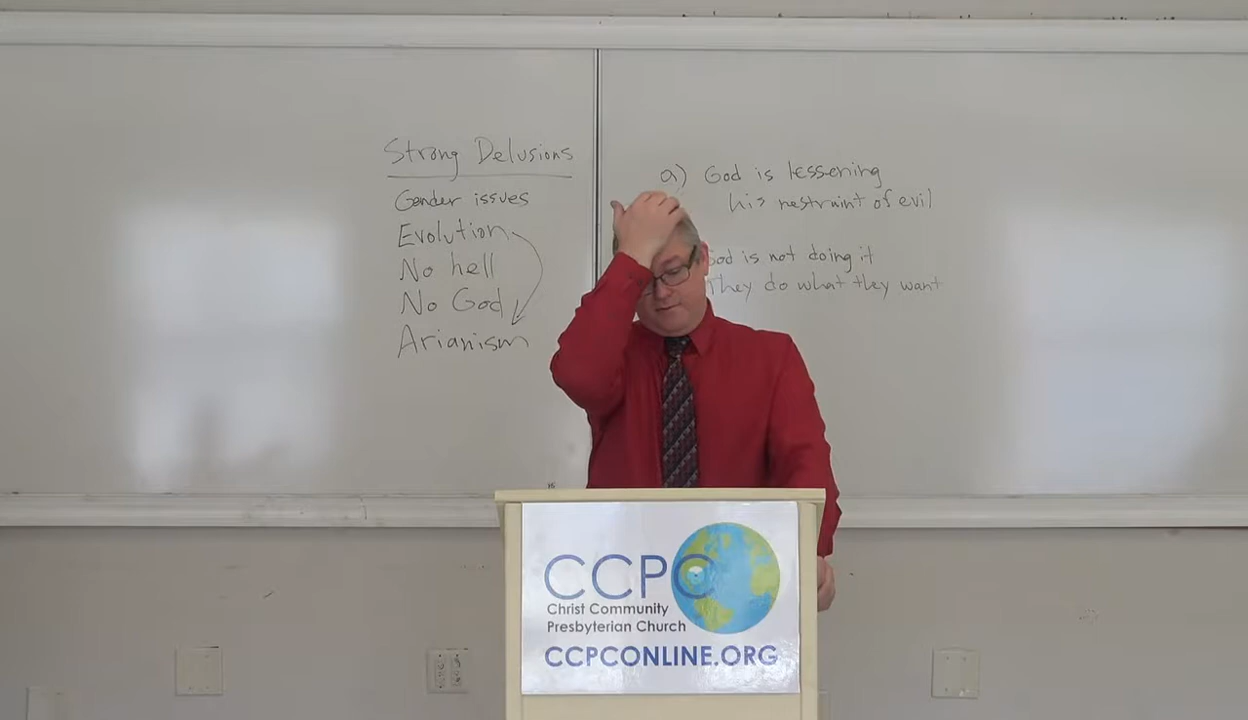 Strong Delusions
Gender issues
Evolution
No hell
No God
Arianism
a) God is lessening
his restraint of evil
God is not doing it
They do what they want
CCPC
Christ Community
Presbyterian Church
CCPCONLINE.ORG